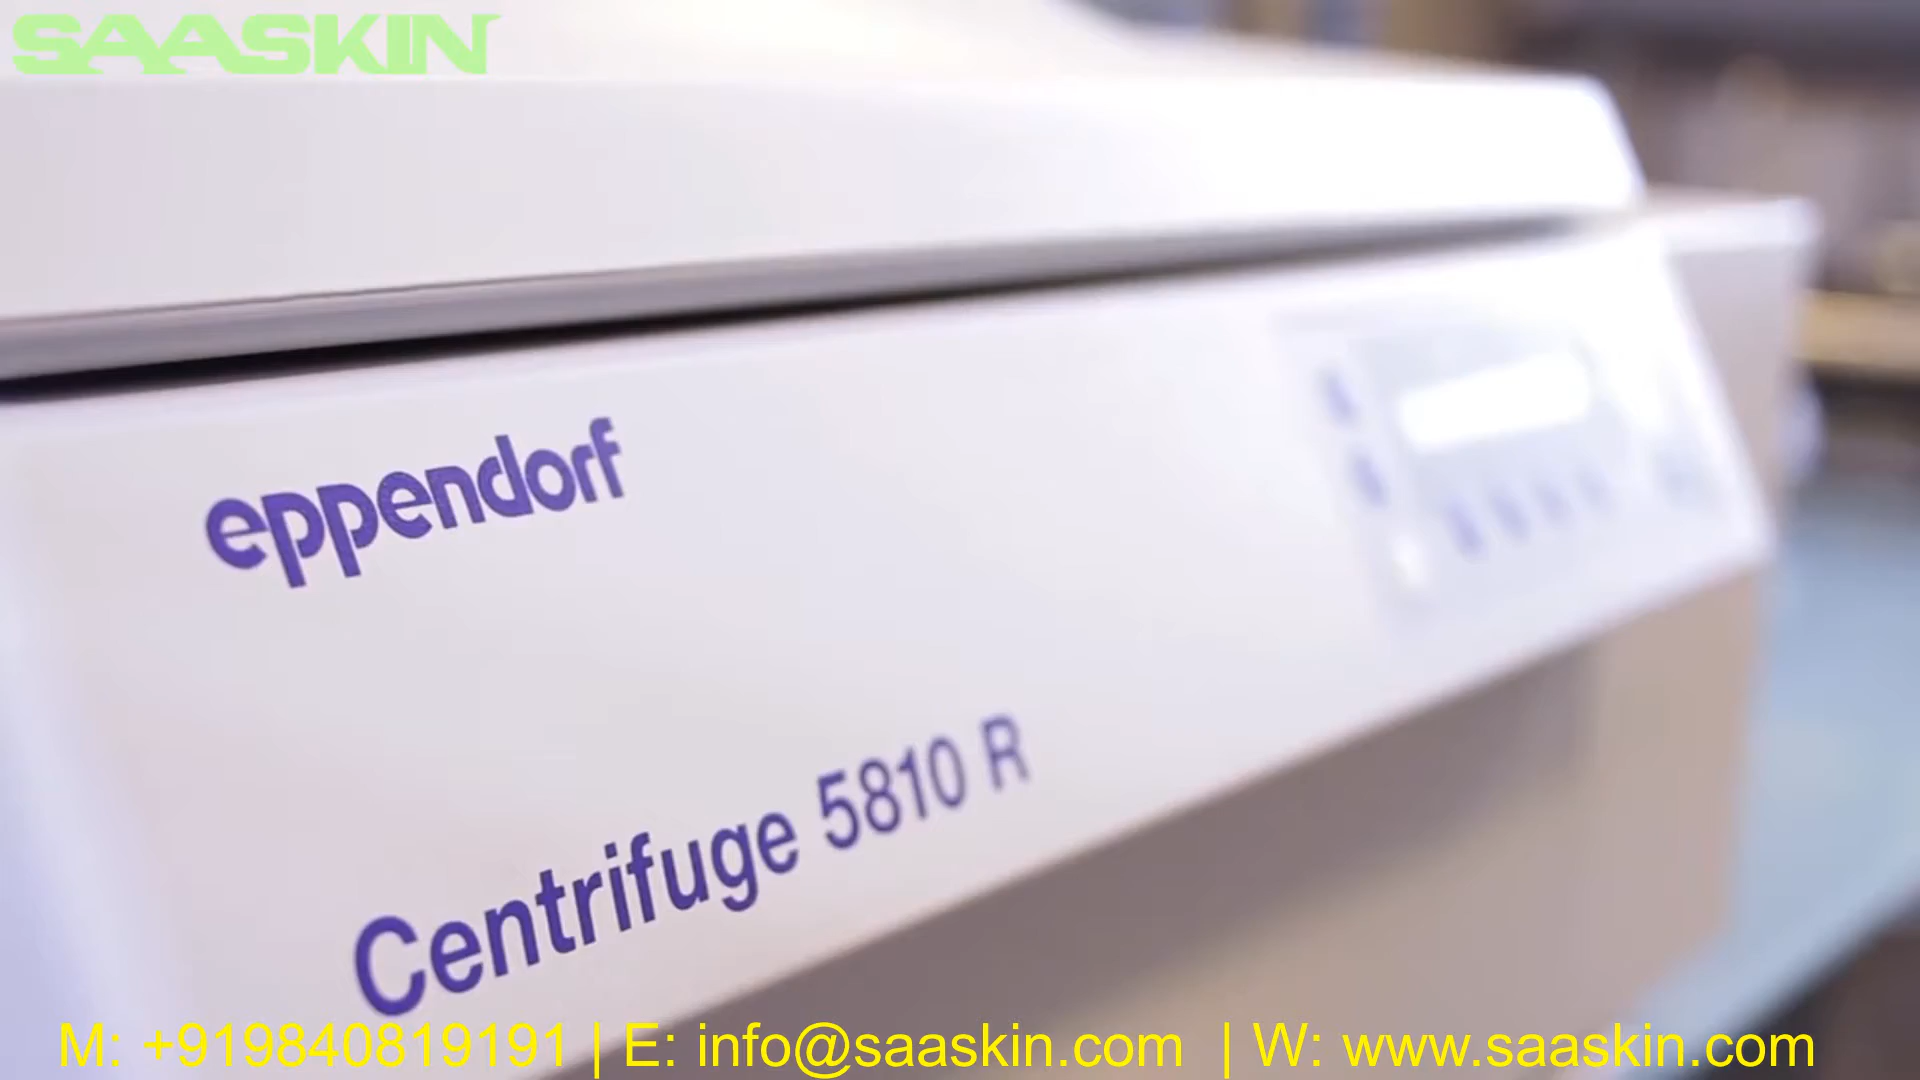 SAASKIN
eppendorf
Centrifuge 5810 R
M: +919840819191 | E: info@saaskin.com | W: www.saaskin.com